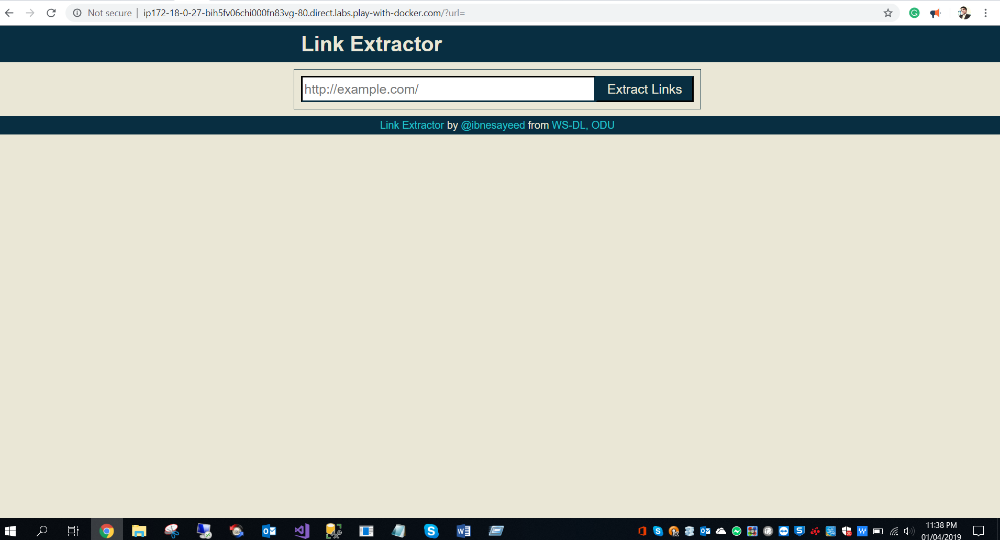 Not secure | ip172-18-0-27-bih5fv06chi000fn83vg-80.direct.labs.play-with-docker.com/?url=
Link Extractor
http://example.com/ Extract Links
Link Extractor by @ibnesayeed from WS-DL, ODU
11:38 PM
01/04/2019